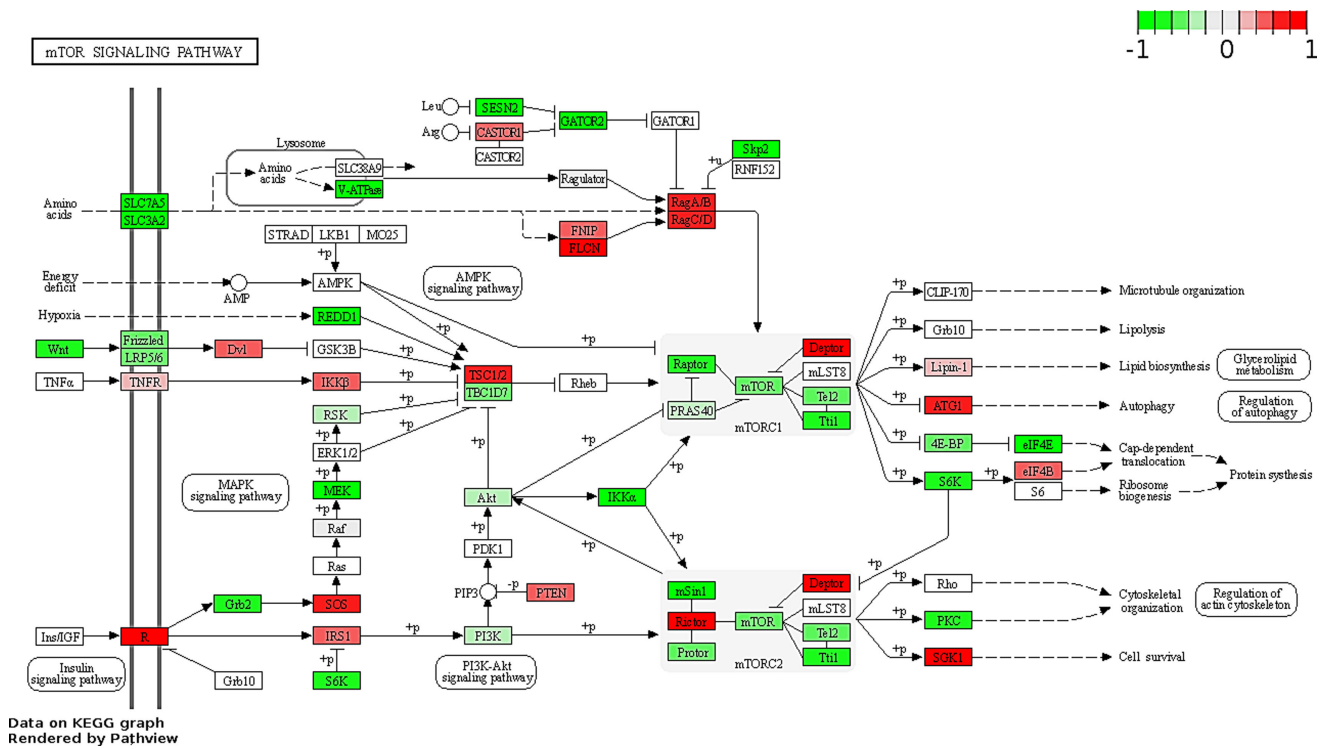 -1 0 1
mTOR SIGNALING PATHWAY
Leu
SESN2
GATOR2
GATOR1
Arg
CASTOR1
CASTOR2
Skp2
RNF152
+u
Lysosome
Amino
acids
SLC38A9
V-ATPase
Ragulator
RagA/B
RagC/D
SLC7A5
SLC3A2
Amino
acids
FNIP
FLCN
STRAD
LKB1
MO25
+p
Energy
deficit
AMP
AMPK
AMPK
signaling pathway
CLIP-170
+p
Microtubule organization
Hypoxia
REDD1
+p
+p
Grb10
+p
Lipolysis
Wnt
Frizzled
LRP5/6
Dvl
GSK3B
+p
Raptor
Deptor
mLST8
mTOR
Tel2
Tti1
PRAS40
mTORC1
Lipin-1
+p
Lipid biosynthesis
Glycerolipid
metabolism
TNFα
TNFR
IKKβ
+p
TSC1/2
TBC1D7
Rheb
ATG1
+p
Autophagy
Regulation
of autophagy
RSK
+p
+p
ERK1/2
+p
+p
+p
4E-BP
+p
eIF4E
Cap-dependent
translocation
eIF4B
+p
S6
Ribosome
biogenesis
Protein systhesis
S6K
+p
MAPK
signaling pathway
MEK
+p
Raf
Ras
Akt
+p
+p
IKKα
+p
+p
PDK1
PIP3
-p
PTEN
+p
Grb2
SOS
mSin1
Rictor
Protor
mTOR
Deptor
mLST8
Tel2
Tti1
mTORC2
Rho
+p
PKC
+p
Cytoskeletal
organization
Regulation of
actin cytoskeleton
Ins/IGF
R
IRS1
+p
PI3K
+p
SGK1
+p
Cell survival
Insulin
signaling pathway
Grb10
S6K
+p
PI3K-Akt
signaling pathway
Data on KEGG graph
Rendered by Pathview